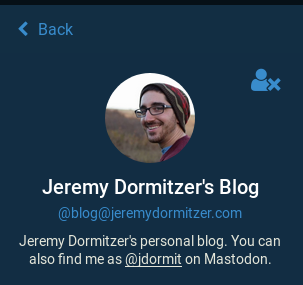 Back
Jeremy Dormitzer's Blog
@blog@jeremydormitzer.com
Jeremy Dormitzer's personal blog. You can
also find me as @jdormit on Mastodon.